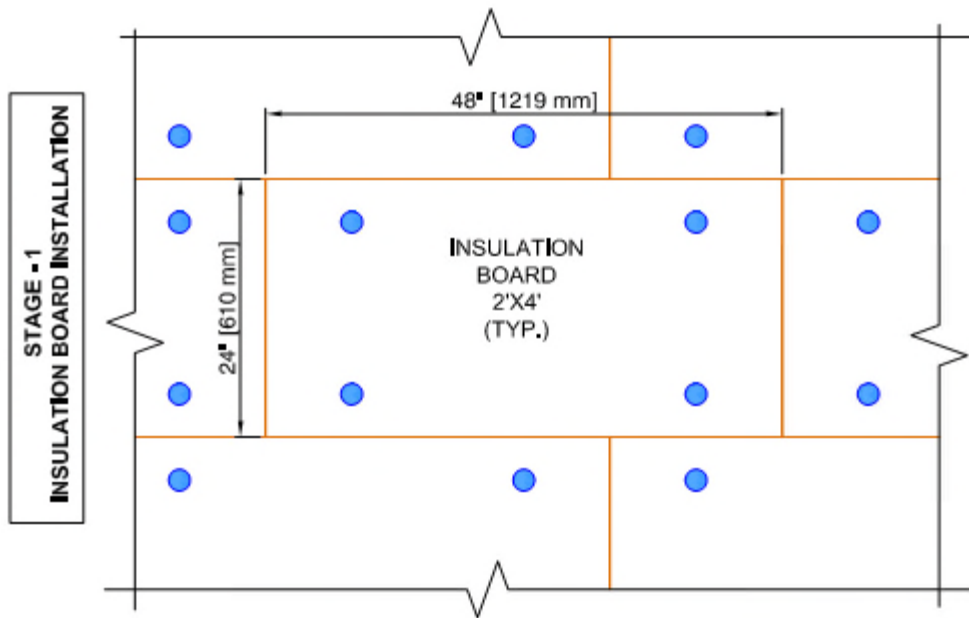 STAGE - 1
INSULATION BOARD INSTALLATION
48" [1219 mm]
24" [610 mm]
INSULATION
BOARD
2'X4'
(TYP.)